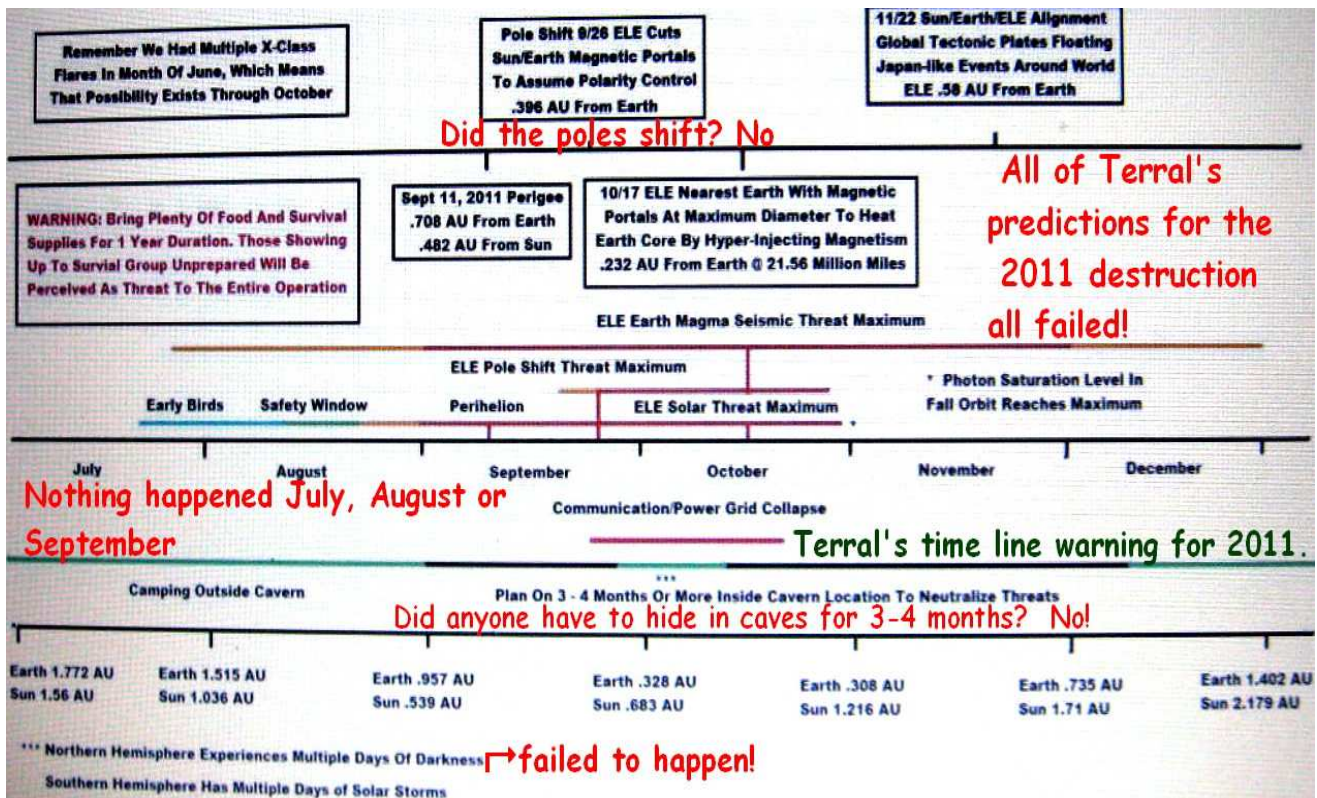 Remember We Had Multiple X-Class
Flares In Month Of June, Which Means
That Possibility Exists Through October
Pole Shift 9/26 ELE Cuts
Sun/Earth Magnetic Portals
To Assume Polarity Control
.396 AU From Earth
11/22 Sun/Earth/ELE Alignment
Global Tectonic Plates Floating
Japan-like Events Around World
ELE .58 AU From Earth
Did the poles shift? No
WARNING: Bring Plenty Of Food And Survival
Supplies For 1 Year Duration. Those Showing
Up To Survial Group Unprepared Will Be
Perceived As Threat To The Entire Operation
Sept 11, 2011 Perigee
.708 AU From Earth
.482 AU From Sun
10/17 ELE Nearest Earth With Magnetic
Portals At Maximum Diameter To Heat
Earth Core By Hyper-Injecting Magnetism
.232 AU From Earth @ 21.56 Million Miles
All of Terral's
predictions for the
2011 destruction
all failed!
ELE Earth Magma Seismic Threat Maximum
ELE Pole Shift Threat Maximum
* Photon Saturation Level In
Fall Orbit Reaches Maximum
Early Birds
Safety Window
Perihelion
ELE Solar Threat Maximum
*
July
August
September
October
November
December
Nothing happened July, August or
September
Communication/Power Grid Collapse
Terral's time line warning for 2011.
Camping Outside Cavern
***
Plan On 3 - 4 Months Or More Inside Cavern Location To Neutralize Threats
Did anyone have to hide in caves for 3-4 months? No!
Earth 1.772 AU
Sun 1.56 AU
Earth 1.515 AU
Sun 1.036 AU
Earth .957 AU
Sun .539 AU
Earth .328 AU
Sun .683 AU
Earth .308 AU
Sun 1.216 AU
Earth .735 AU
Sun 1.71 AU
Earth 1.402 AU
Sun 2.179 AU
*** Northern Hemisphere Experiences Multiple Days Of Darkness
failed to happen!
Southern Hemisphere Has Multiple Days of Solar Storms